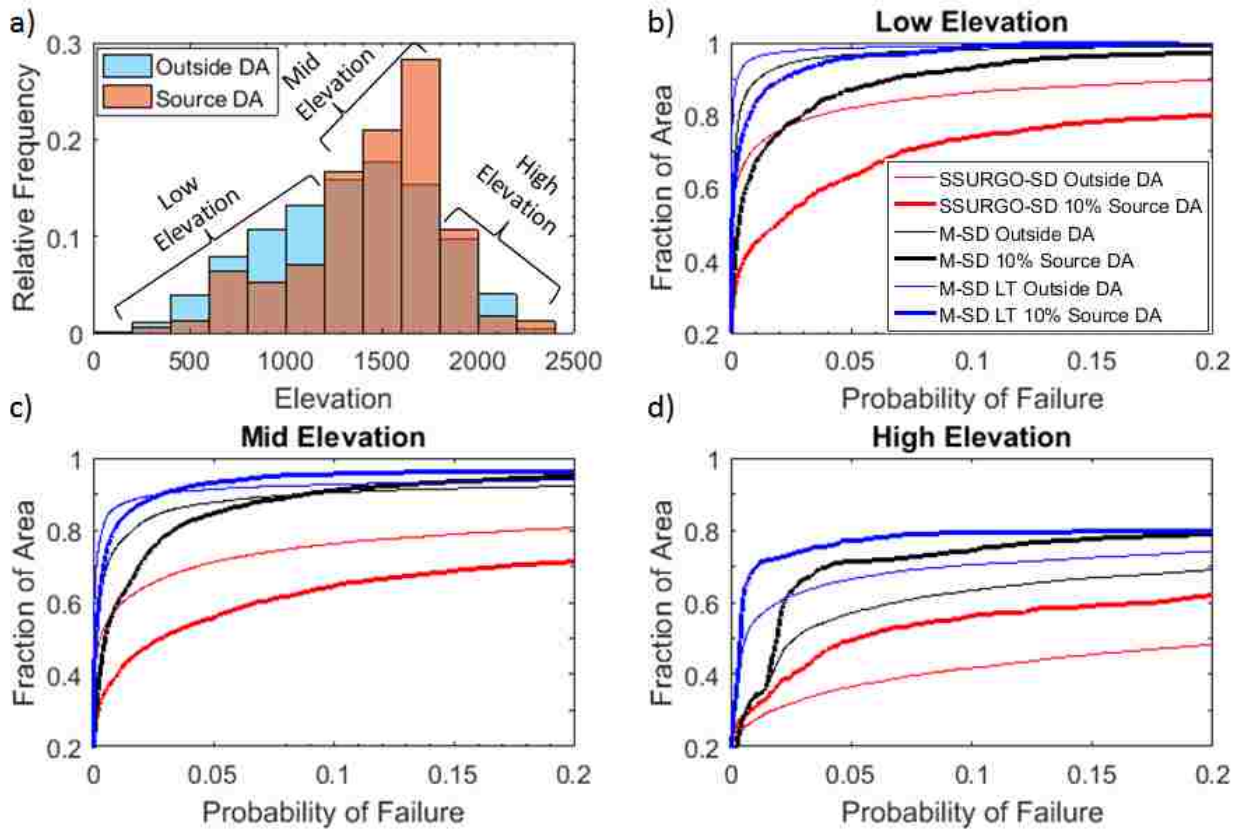 a)
0.3
0.2
0.1
0
Relative Frequency
Outside DA
Source DA
Low
Elevation
Mid
Elevation
High
Elevation
0 500 1000 1500 2000 2500
Elevation
b)
Low Elevation
1
0.8
0.6
0.4
0.2
Fraction of Area
SSURGO-SD Outside DA
SSURGO-SD 10% Source DA
M-SD Outside DA
M-SD 10% Source DA
M-SD LT Outside DA
M-SD LT 10% Source DA
0 0.05 0.1 0.15 0.2
Probability of Failure
c)
Mid Elevation
1
0.8
0.6
0.4
0.2
Fraction of Area
0 0.05 0.1 0.15 0.2
Probability of Failure
d)
High Elevation
1
0.8
0.6
0.4
0.2
Fraction of Area
0 0.05 0.1 0.15 0.2
Probability of Failure